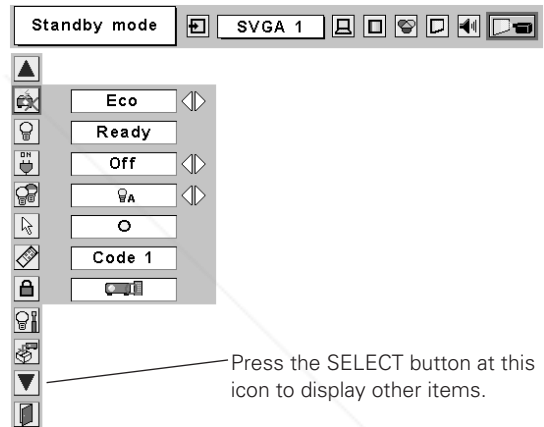 Standby mode
SVGA 1
Eco
Ready
ON
Off
A
Code 1
Press the SELECT button at this
icon to display other items.